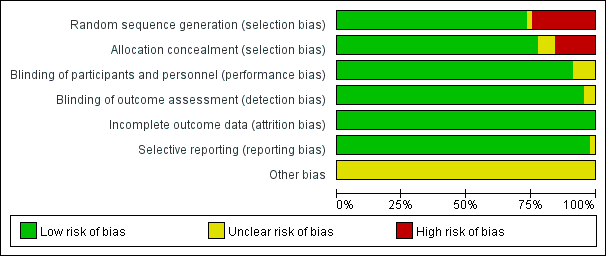 Random sequence generation (selection bias)
Allocation concealment (selection bias)
Blinding of participants and personnel (performance bias)
Blinding of outcome assessment (detection bias)
Incomplete outcome data (attrition bias)
Selective reporting (reporting bias)
Other bias
0% 25% 50% 75% 100%
Low risk of bias Unclear risk of bias High risk of bias